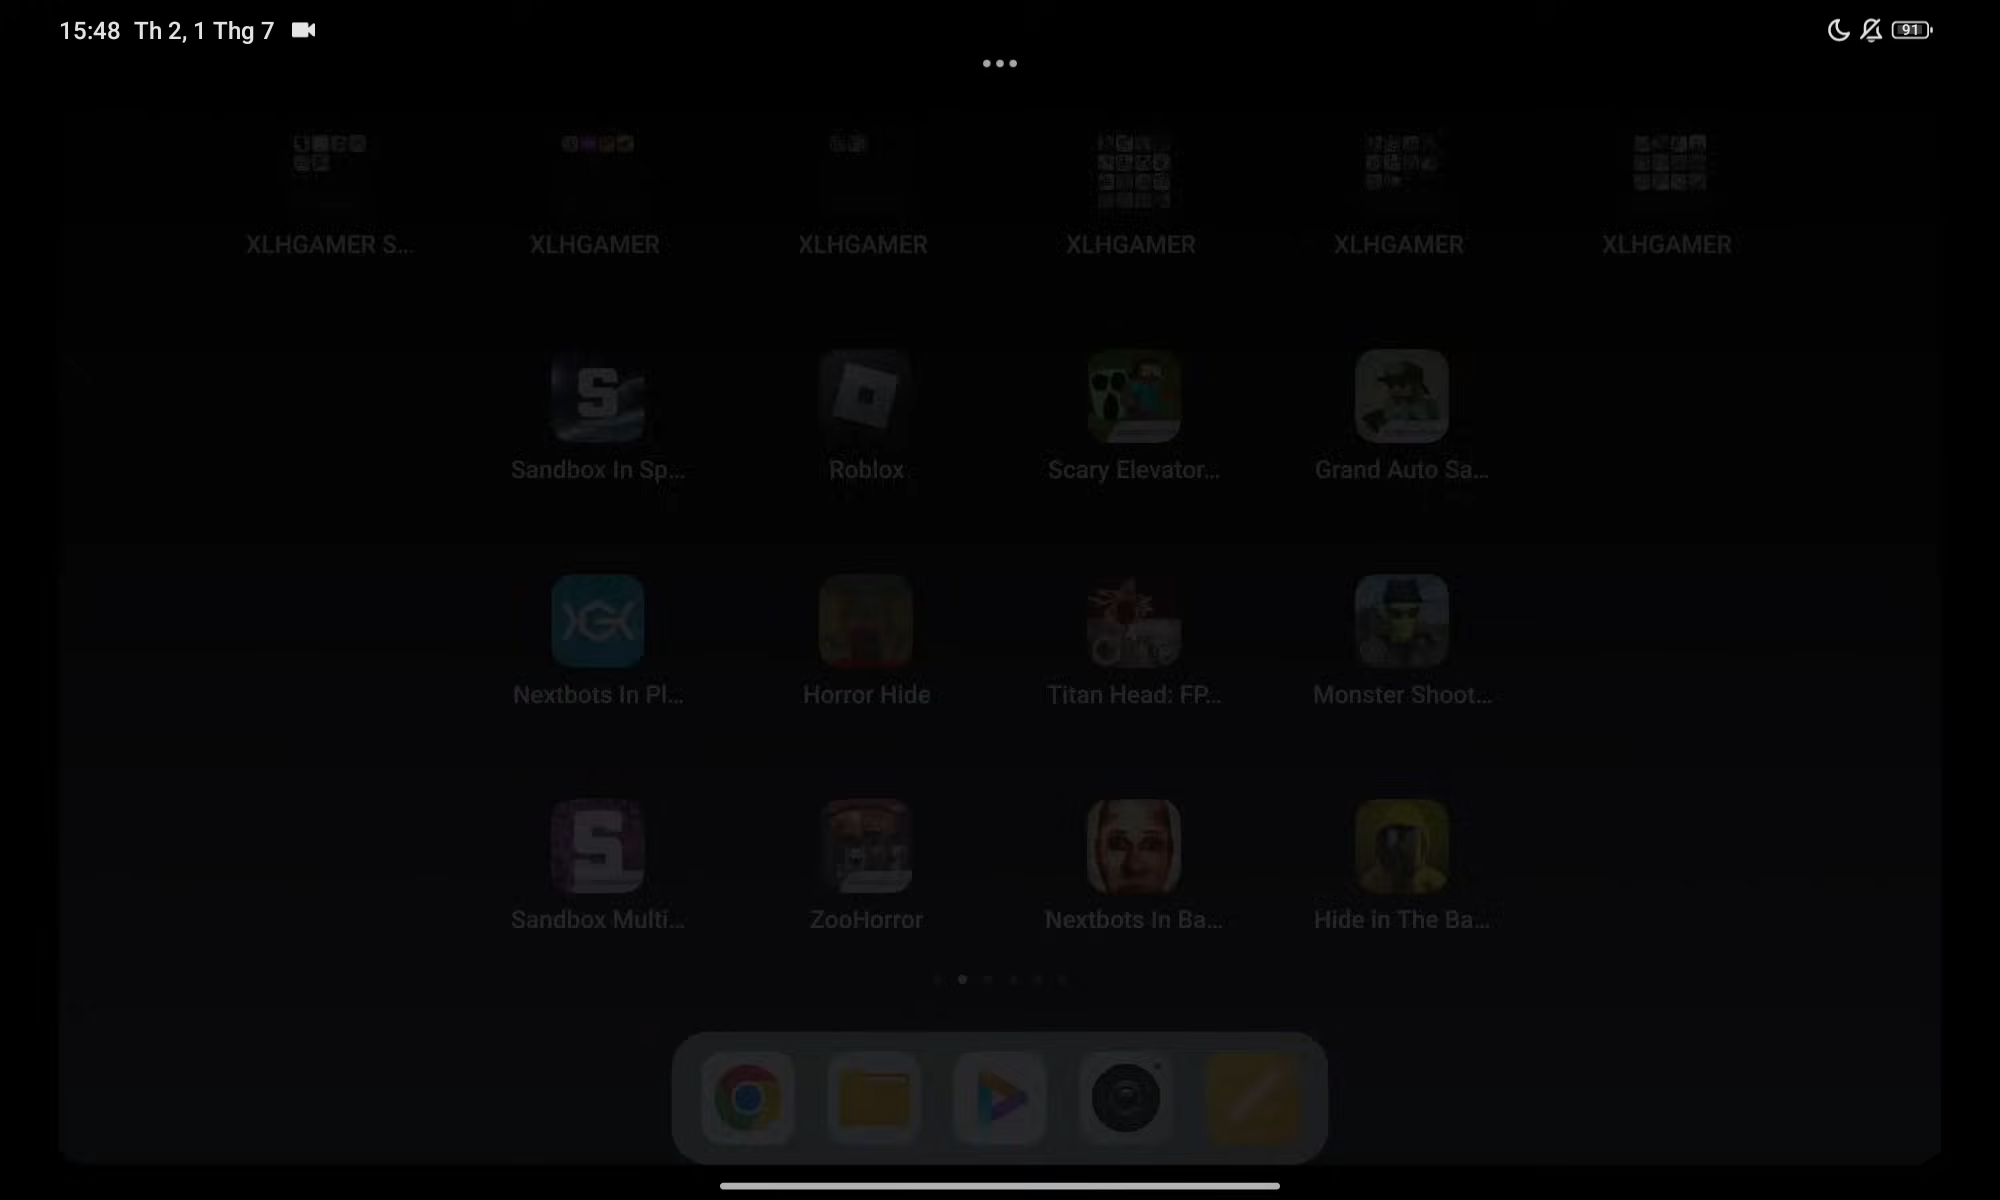 15:48 Th 2, 1 Thg 7
91
XLHGAMER S...
XLHGAMER
XLHGAMER
XLHGAMER
XLHGAMER
XLHGAMER
Sandbox In Sp...
Roblox
Scary Elevator...
Grand Auto Sa...
Nextbots In Pl...
Horror Hide
Titan Head: FP...
Monster Shoot...
Sandbox Multi...
ZooHorror
Nextbots In Ba...
Hide in The Ba...